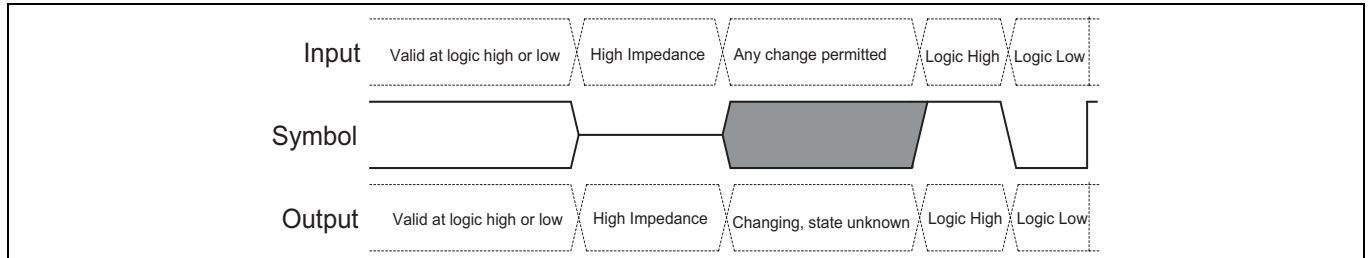 Input Valid at logic high or low High Impedance Any change permitted Logic High Logic Low
Symbol
Output Valid at logic high or low High Impedance Changing, state unknown Logic High Logic Low